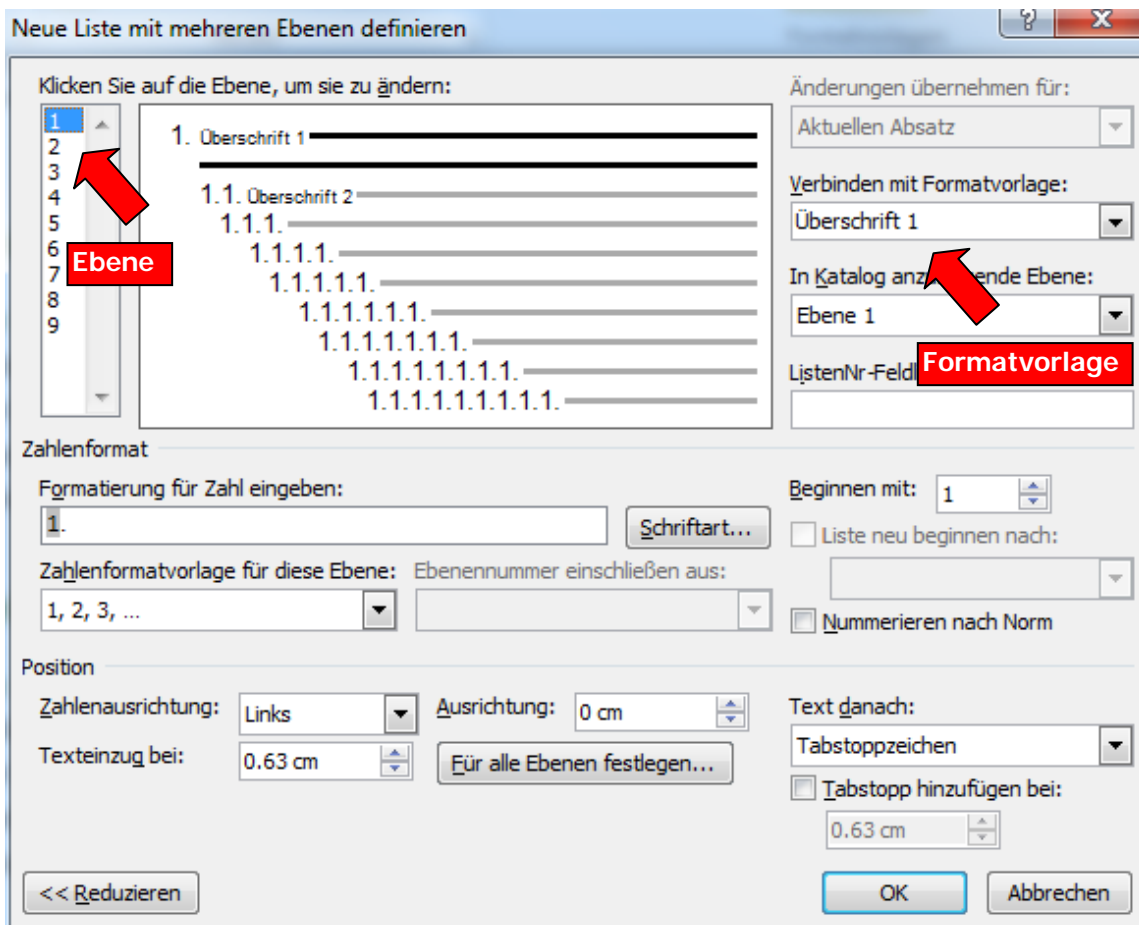 Neue Liste mit mehreren Ebenen definieren
Klicken Sie auf die Ebene, um sie zu ändern:
1
2
3
4
5
6
7
8
9
Ebene
1. Überschrift 1
1.1. Überschrift 2
1.1.1.
1.1.1.1.
1.1.1.1.1.
1.1.1.1.1.1.
1.1.1.1.1.1.1.
1.1.1.1.1.1.1.1.
1.1.1.1.1.1.1.1.1.
Änderungen übernehmen für:
Aktuellen Absatz
Verbinden mit Formatvorlage:
Überschrift 1
In Katalog Ebene:
Ebene 1
Formatvorlage
Zahlenformat
Formatierung für Zahl eingeben:
1.
Schriftart...
Zahlenformatvorlage für diese Ebene: Ebenennummer einschließen aus:
1, 2, 3, ...
Beginnen mit: 1
Liste neu beginnen nach:
Nummerieren nach Norm
Position
Zahlenausrichtung: Links Ausrichtung: 0 cm
Texteinzug bei: 0.63 cm Für alle Ebenen festlegen...
Text danach:
Tabstoppzeichen
Tabstopp hinzufügen bei:
0.63 cm
<< Reduzieren OK Abbrechen